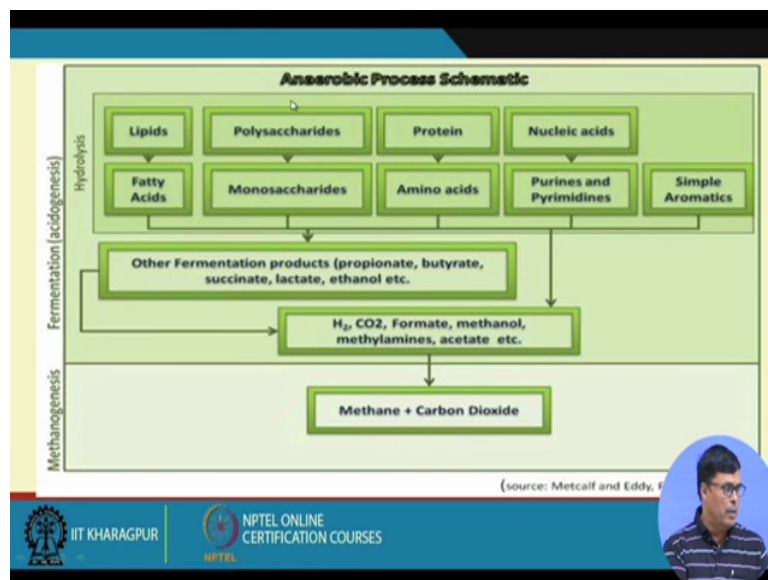 Anaerobic Process Schematic
Fermentation (acidogenesis)
Hydrolysis
Lipids
Polysaccharides
Protein
Nucleic acids
Fatty
Acids
Monosaccharides
Amino acids
Purines and
Pyrimidines
Simple
Aromatics
Other Fermentation products (propionate, butyrate,
succinate, lactate, ethanol etc.
H₂, CO2, Formate, methanol,
methylamines, acetate etc.
Methanogenesis
Methane + Carbon Dioxide
(source: Metcalf and Eddy,
IIT KHARAGPUR
NPTEL
NPTEL ONLINE
CERTIFICATION COURSES